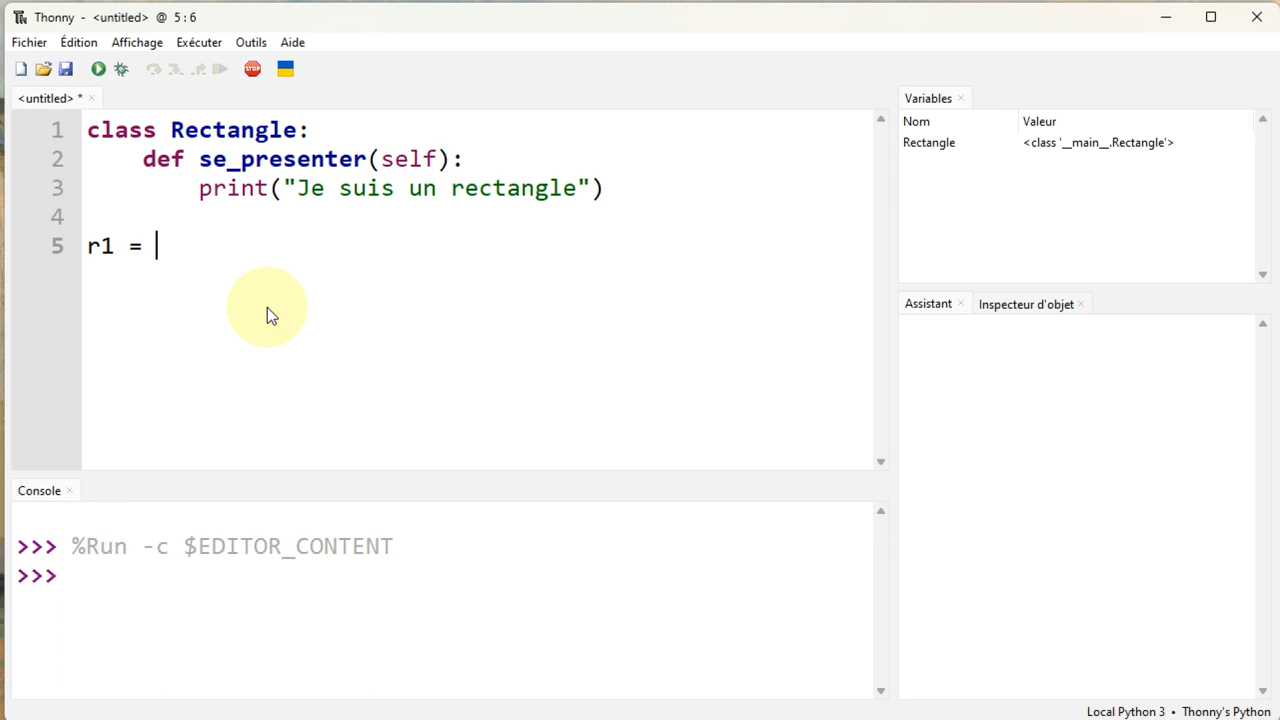 Thonny - <untitled> @ 5:6
Fichier Édition Affichage Exécuter Outils Aide
STOP
<untitled> * ×
1 class Rectangle:
2     def se_presenter(self):
3         print("Je suis un rectangle")
4
5 r1 =
Console ×
>>> %Run -c $EDITOR_CONTENT
>>>
Variables ×
Nom Valeur
Rectangle <class '__main__.Rectangle'>
Assistant × Inspecteur d'objet ×
Local Python 3 • Thonny's Python